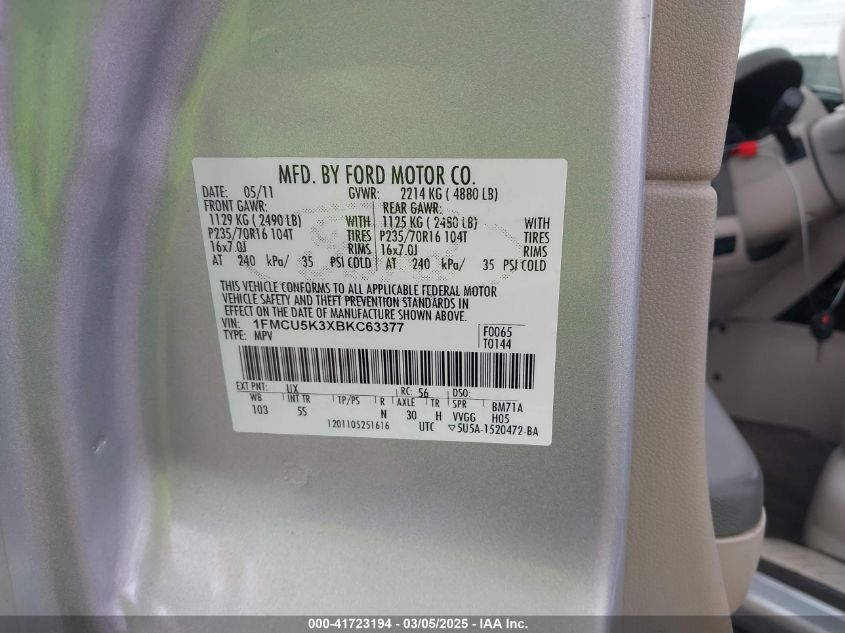 MFD. BY FORD MOTOR CO.
DATE: 05/11 GVWR: 2214 KG ( 4880 LB)
FRONT GAWR: REAR GAWR:
1129 KG ( 2490 LB) WITH 1125 KG ( 2480 LB) WITH
P235/70R16 104T TIRES P235/70R16 104T TIRES
16x7.0J RIMS 16x7.0J RIMS
AT 240 kPa/ 35 PSI COLD AT 240 kPa/ 35 PSI COLD
THIS VEHICLE CONFORMS TO ALL APPLICABLE FEDERAL MOTOR
VEHICLE SAFETY AND THEFT PREVENTION STANDARDS IN
EFFECT ON THE DATE OF MANUFACTURE SHOWN ABOVE.
VIN: 1FMCU5K3XBKC63377 F0065
TYPE: MPV T0144
EXT PNT: UX RC: 56 DSO:
WB INT TR TP/PS R AXLE TR SPR BM71A
103 5S N 30 H VVGG H05
1201105251616 UTC ▽5U5A-1520472-BA
000-41723194 - 03/05/2025 - IAA Inc.